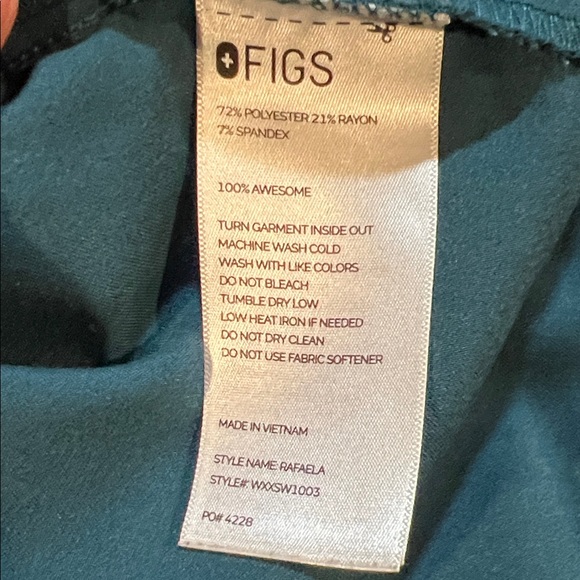 FIGS
72% POLYESTER 21% RAYON
7% SPANDEX
100% AWESOME
TURN GARMENT INSIDE OUT
MACHINE WASH COLD
WASH WITH LIKE COLORS
DO NOT BLEACH
TUMBLE DRY LOW
LOW HEAT IRON IF NEEDED
DO NOT DRY CLEAN
DO NOT USE FABRIC SOFTENER
MADE IN VIETNAM
STYLE NAME: RAFAELA
STYLE#: WXXSW1003
PO# 4228